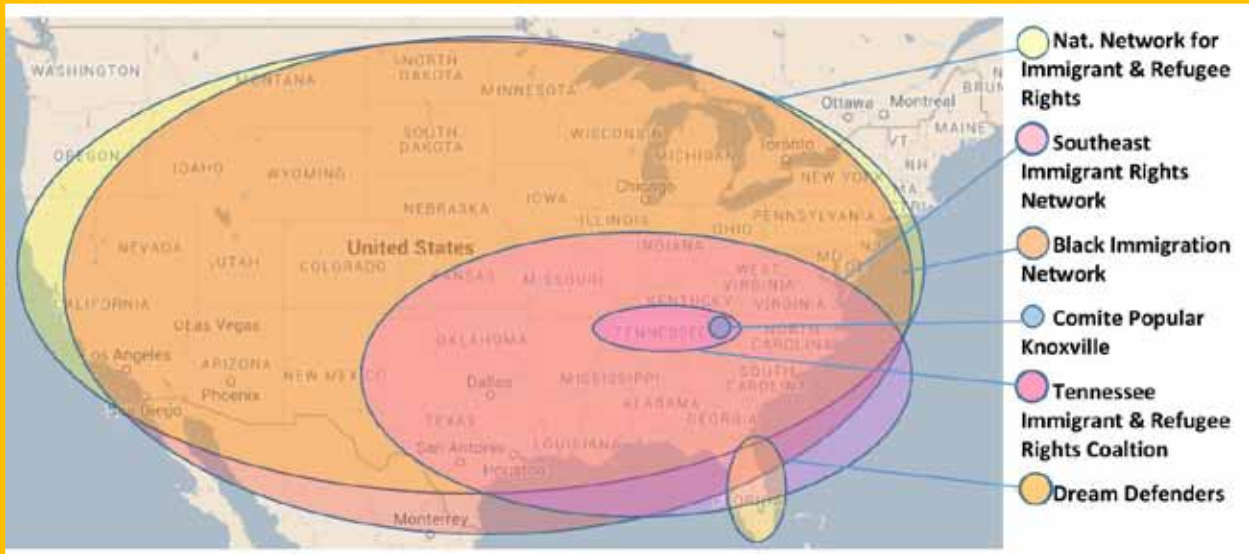 WASHINGTON
MONTANA
NORTH
DAKOTA
MINNESOTA
Ottawa
Montreal
MAINE
VT.
NH
MA
OREGON
IDAHO
WYOMING
SOUTH
DAKOTA
WISCONSIN
MICHIGAN
Toronto
NEW YORK
Chicago
IOWA
NEBRASKA
ILLINOIS
INDIANA
OHIO
PENNSYLVANIA
NEVADA
UTAH
COLORADO
United States
KANSAS
MISSOURI
WEST
VIRGINIA
MD
KENTUCKY
VIRGINIA
CALIFORNIA
Las Vegas
OKLAHOMA
TENNESSEE
NORTH
CAROLINA
Los Angeles
ARIZONA
Phoenix
NEW MEXICO
San Diego
Dallas
MISSISSIPPI
SOUTH
CAROLINA
ALABAMA
GEORGIA
TEXAS
LOUISIANA
San Antonio
Houston
FLORIDA
Monterrey
Nat. Network for
Immigrant & Refugee
Rights
Southeast
Immigrant Rights
Network
Black Immigration
Network
Comite Popular
Knoxville
Tennessee
Immigrant & Refugee
Rights Coaltion
Dream Defenders